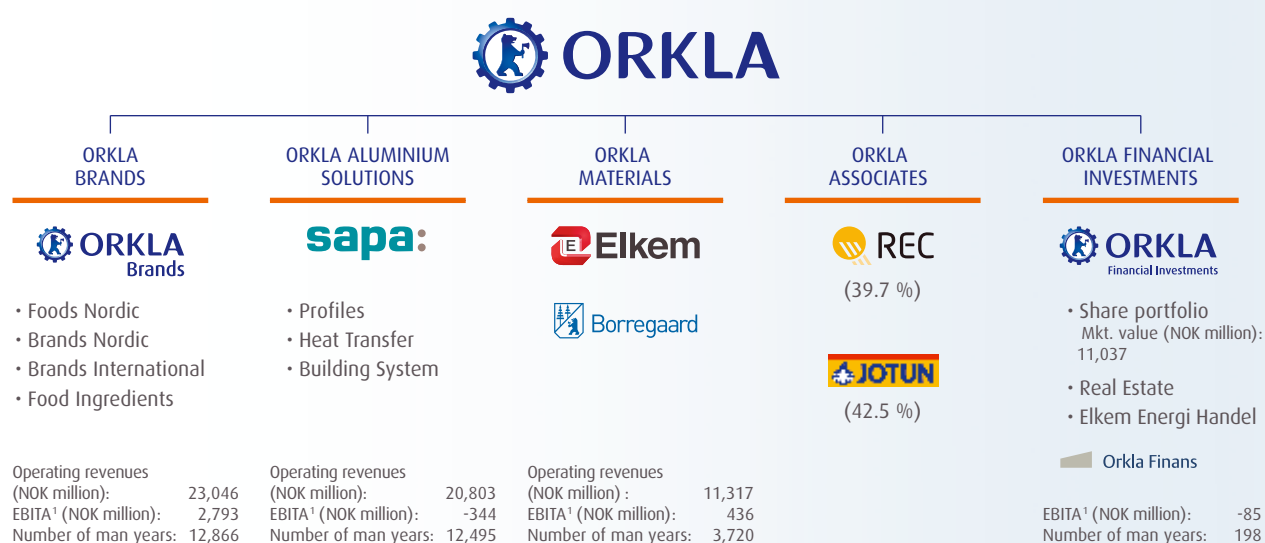 ORKLA
ORKLA
BRANDS
ORKLA
Brands
• Foods Nordic
• Brands Nordic
• Brands International
• Food Ingredients
Operating revenues
(NOK million): 23,046
EBITA¹ (NOK million): 2,793
Number of man years: 12,866
ORKLA ALUMINIUM
SOLUTIONS
sapa:
• Profiles
• Heat Transfer
• Building System
Operating revenues
(NOK million): 20,803
EBITA¹ (NOK million): -344
Number of man years: 12,495
ORKLA
MATERIALS
E Elkem
Borregaard
Operating revenues
(NOK million) : 11,317
EBITA¹ (NOK million): 436
Number of man years: 3,720
ORKLA
ASSOCIATES
REC
(39.7 %)
JOTUN
(42.5 %)
ORKLA FINANCIAL
INVESTMENTS
ORKLA
Financial Investments
• Share portfolio
Mkt. value (NOK million):
11,037
• Real Estate
• Elkem Energi Handel
Orkla Finans
EBITA¹ (NOK million): -85
Number of man years: 198